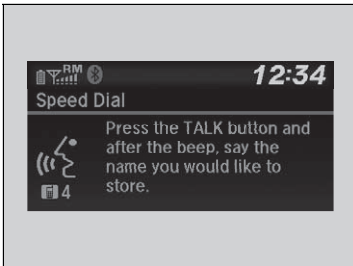 RM
12:34
Speed Dial
Press the TALK button and
after the beep, say the
name you would like to
store.
4